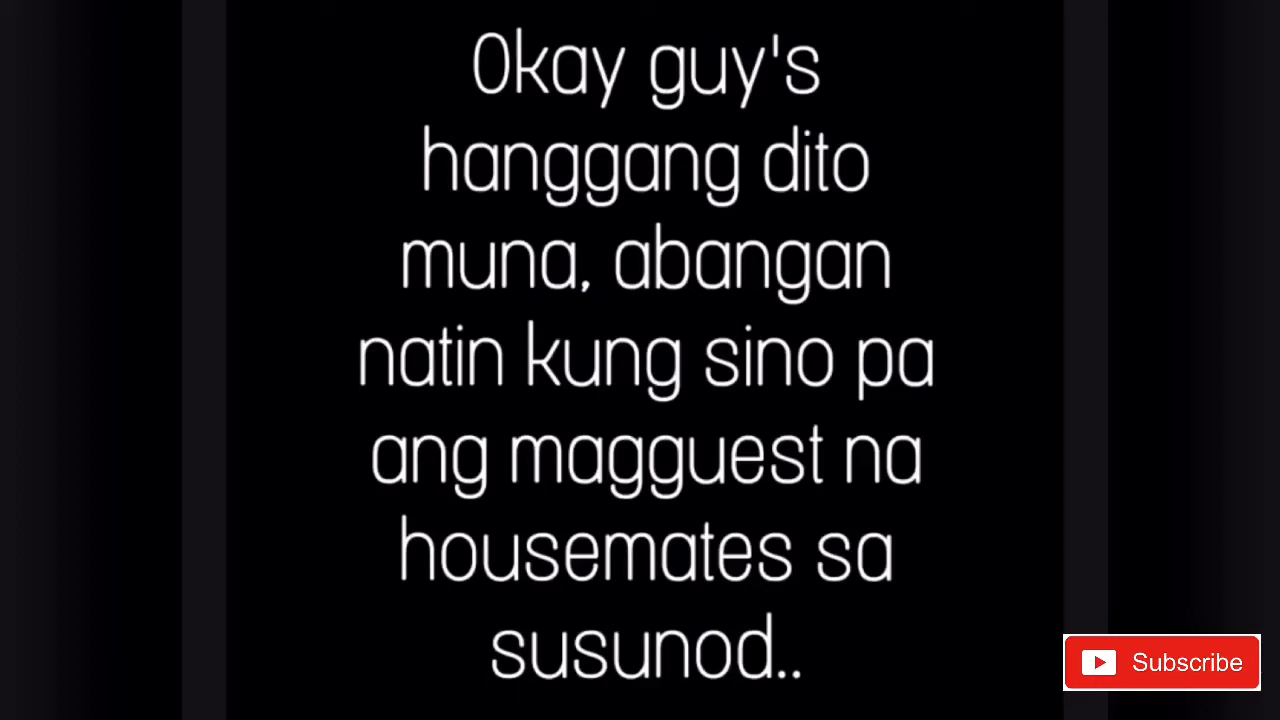 Okay guy's
hanggang dito
muna, abangan
natin kung sino pa
ang magguest na
housemates sa
susunod..
Subscribe